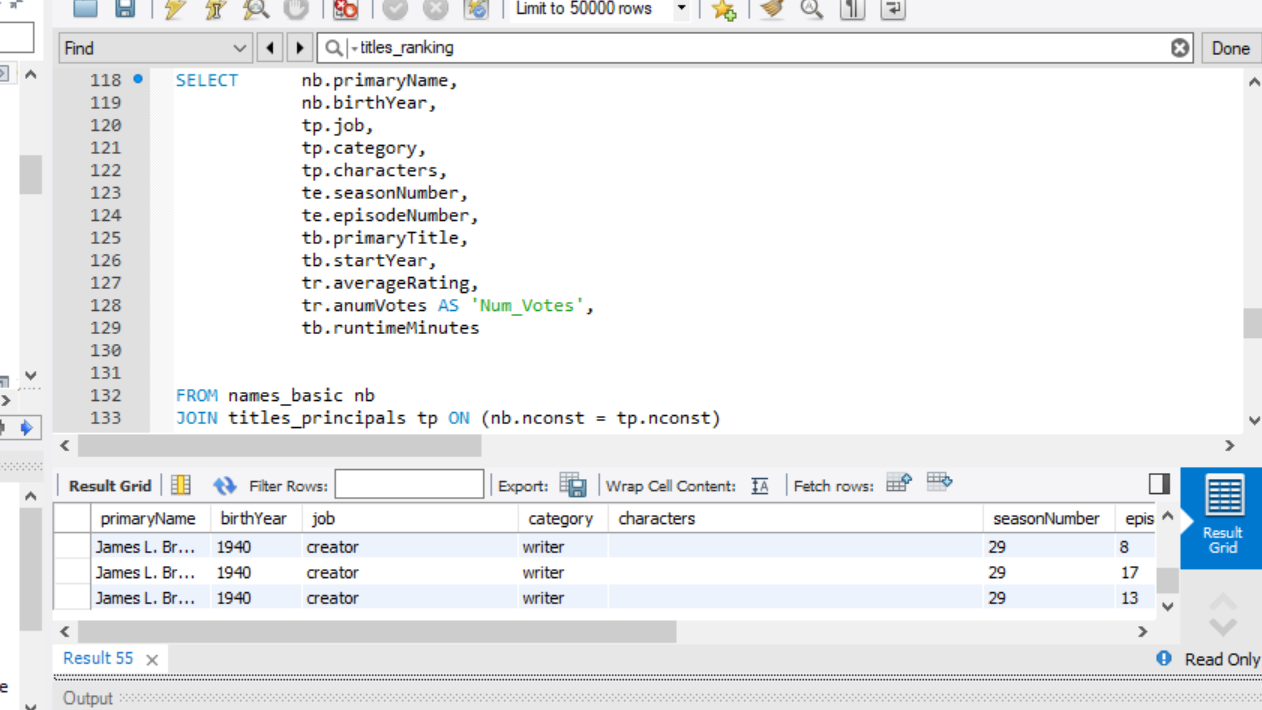 Limit to 50000 rows
Find titles_ranking Done
118 SELECT nb.primaryName,
119 nb.birthYear,
120 tp.job,
121 tp.category,
122 tp.characters,
123 te.seasonNumber,
124 te.episodeNumber,
125 tb.primaryTitle,
126 tb.startYear,
127 tr.averageRating,
128 tr.anumVotes AS 'Num_Votes',
129 tb.runtimeMinutes
130
131
132 FROM names_basic nb
133 JOIN titles_principals tp ON (nb.nconst = tp.nconst)
Result Grid Filter Rows: Export: Wrap Cell Content: Fetch rows:
primaryName birthYear job category characters seasonNumber epis
James L. Br... 1940 creator writer 29 8
James L. Br... 1940 creator writer 29 17
James L. Br... 1940 creator writer 29 13
Result
Grid
Result 55 Read Only
Output